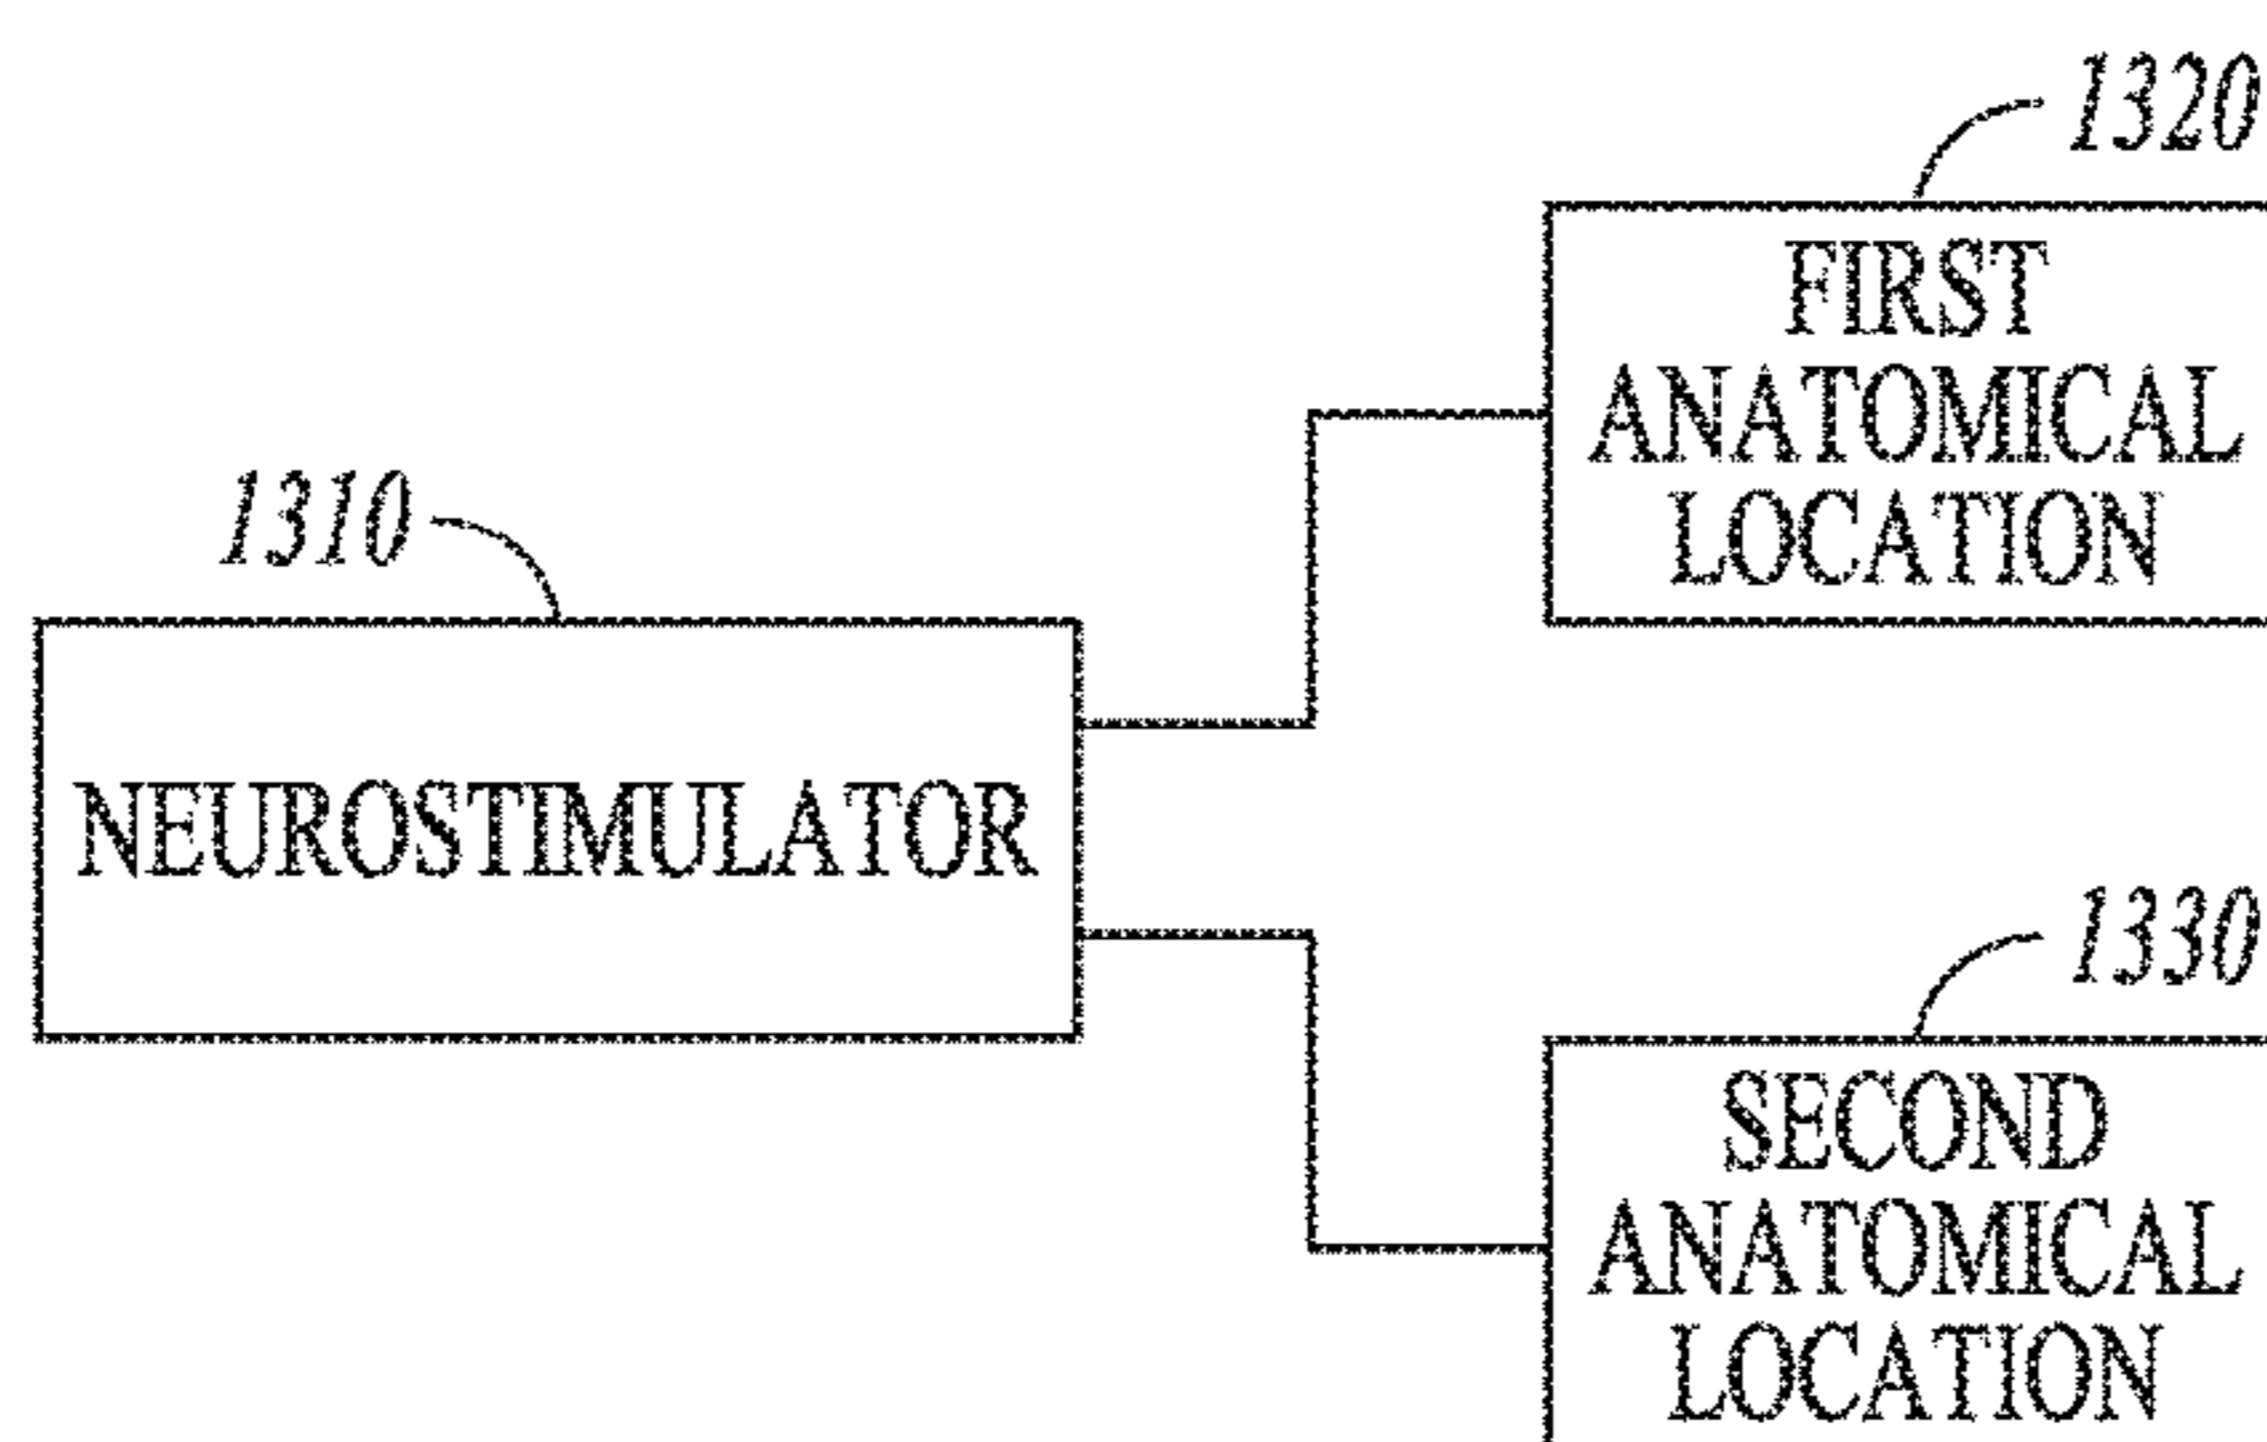 1320
FIRST
ANATOMICAL
LOCATION
1310
NEUROSTIMULATOR
1330
SECOND
ANATOMICAL
LOCATION